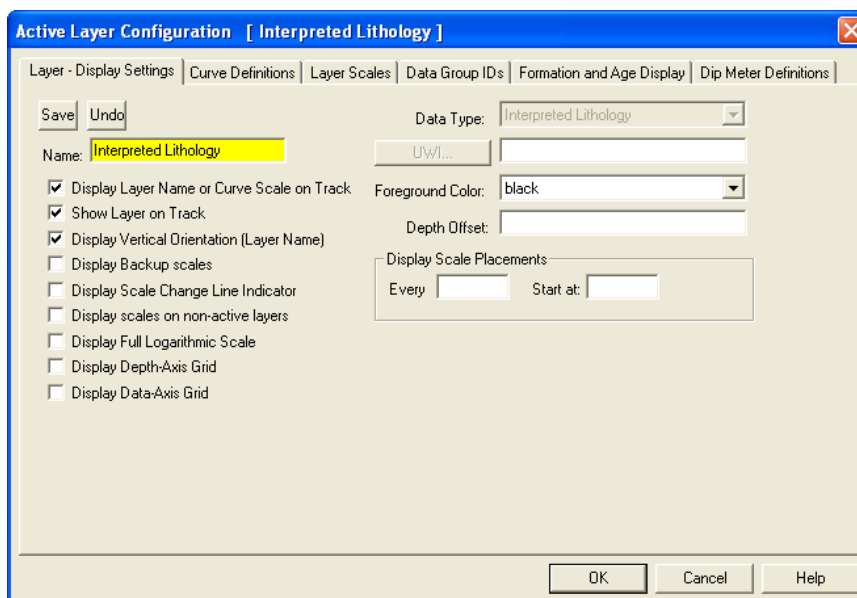 Active Layer Configuration [ Interpreted Lithology ]
Layer - Display Settings Curve Definitions Layer Scales Data Group IDs Formation and Age Display Dip Meter Definitions
Save Undo
Name: Interpreted Lithology
Display Layer Name or Curve Scale on Track
Show Layer on Track
Display Vertical Orientation (Layer Name)
Display Backup scales
Display Scale Change Line Indicator
Display scales on non-active layers
Display Full Logarithmic Scale
Display Depth-Axis Grid
Display Data-Axis Grid
Data Type: Interpreted Lithology
UWI...
Foreground Color: black
Depth Offset:
Display Scale Placements
Every Start at:
OK Cancel Help